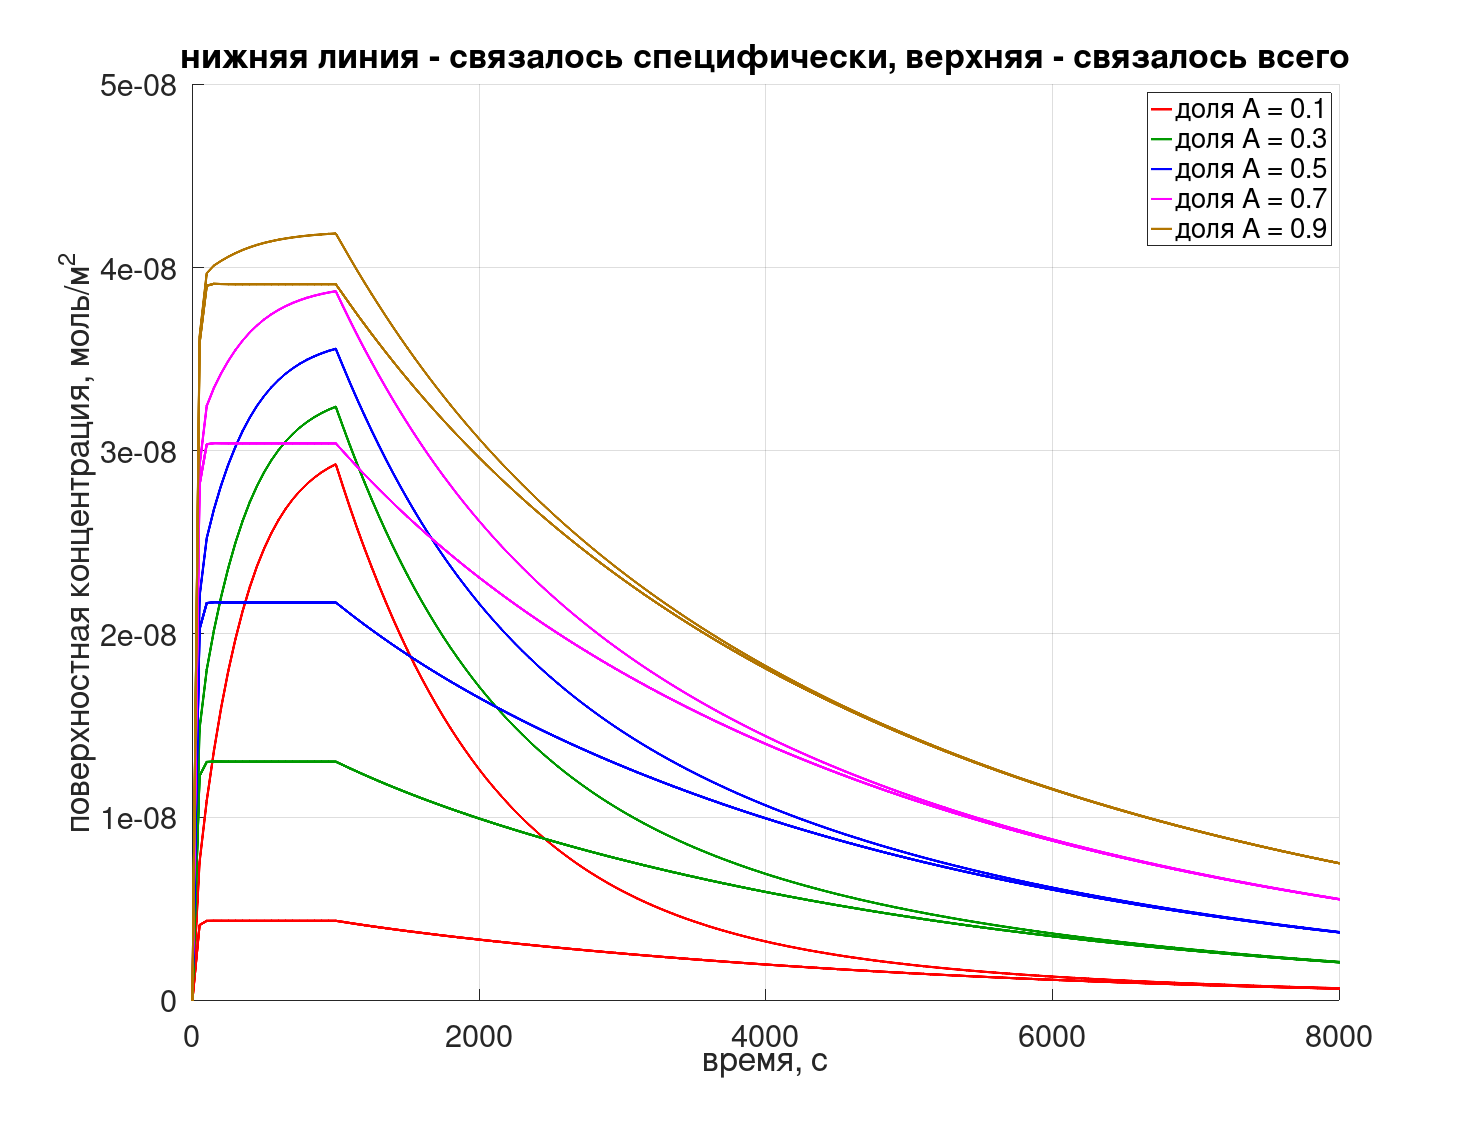 нижняя линия - связалось специфически, верхняя - связалось всего
5e-08
4e-08
3e-08
2e-08
1e-08
0
поверхностная концентрация, моль/м²
доля A = 0.1
доля A = 0.3
доля A = 0.5
доля A = 0.7
доля A = 0.9
0 2000 4000 6000 8000
время, с